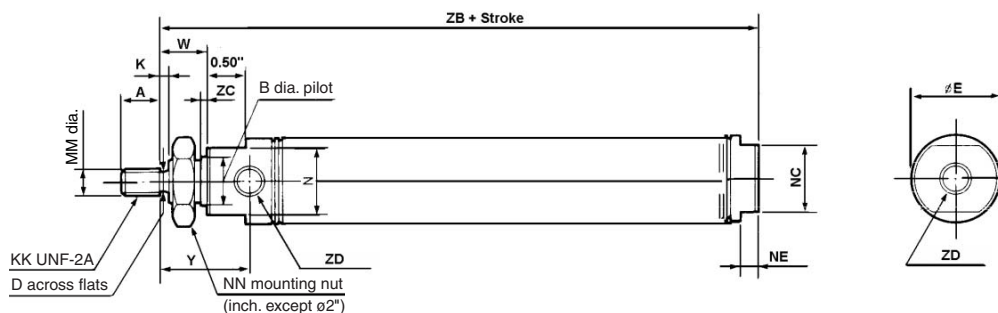 ZB + Stroke
W
K
0.50"
A
ZC
B dia. pilot
MM dia.
N
NC
øE
KK UNF-2A
D across flats
Y
NN mounting nut
(inch. except ø2")
ZD
NE
ZD